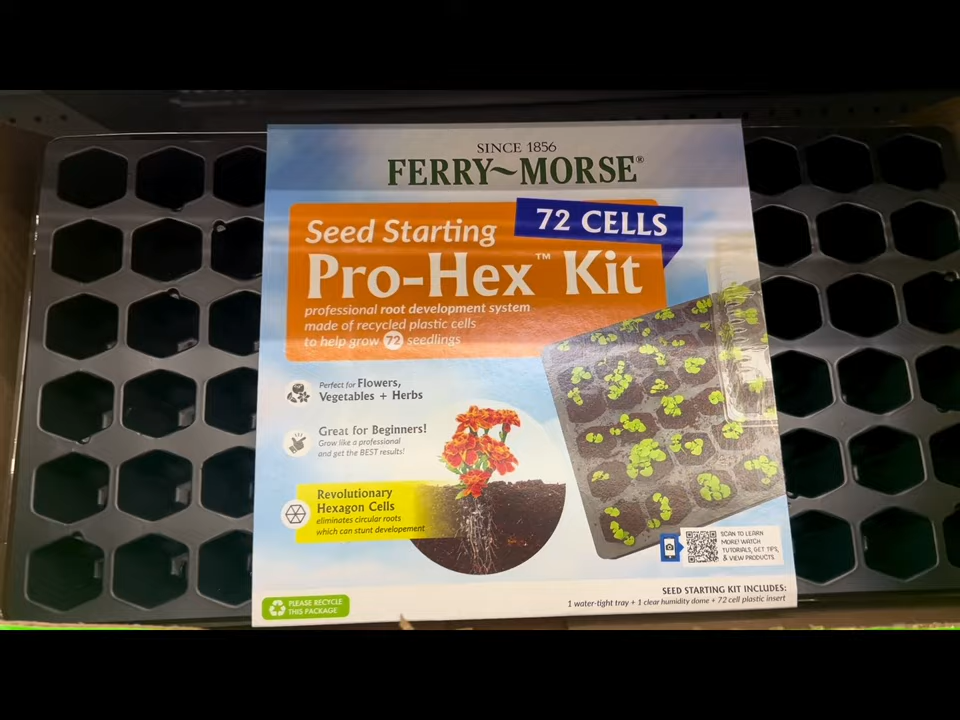 SINCE 1856
FERRY~MORSE®
72 CELLS
Seed Starting
Pro-Hex™ Kit
professional root development system
made of recycled plastic cells
to help grow 72 seedlings
Perfect for Flowers,
Vegetables + Herbs
Great for Beginners!
Grow like a professional
and get the BEST results!
Revolutionary
Hexagon Cells
eliminates circular roots
which can stunt developement
SCAN TO LEARN
MORE! WATCH
TUTORIALS, GET TIPS,
& VIEW PRODUCTS
PLEASE RECYCLE
THIS PACKAGE
SEED STARTING KIT INCLUDES:
1 water-tight tray + 1 clear humidity dome + 72 cell plastic insert